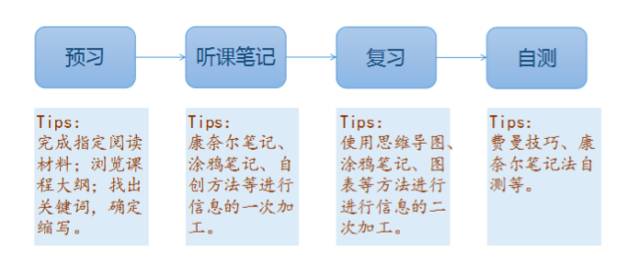 预习
听课笔记
复习
自测
Tips:
完成指定阅读
材料；浏览课
程大纲；找出
关键词，确定
缩写。
Tips:
康奈尔笔记、
涂鸦笔记、自
创方法等进行
信息的一次加
工。
Tips:
使用思维导图、
涂鸦笔记、图
表等方法进行
进行信息的二
次加工。
Tips:
费曼技巧、康
奈尔笔记法自
测等。